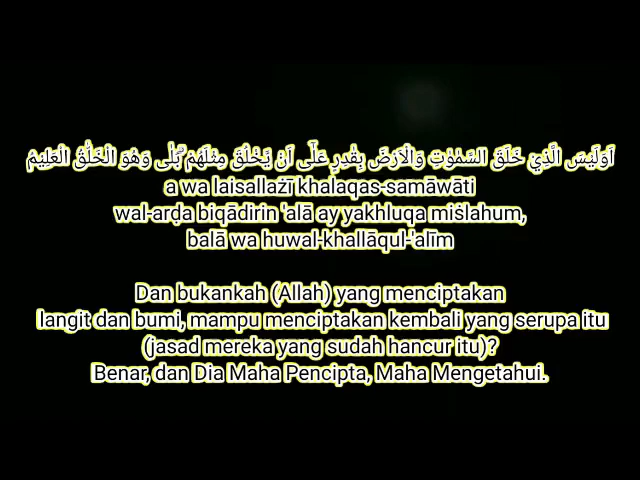 اَوَلَيْسَ الَّذِيْ خَلَقَ السَّمٰوٰتِ وَالْاَرْضَ بِقٰدِرٍ عَلٰٓى اَنْ يَّخْلُقَ مِثْلَهُمْ ۗبَلٰى وَهُوَ الْخَلّٰقُ الْعَلِيْمُ
a wa laisallażī khalaqas-samāwāti
wal-arḍa biqādirin 'alā ay yakhluqa miṡlahum,
balā wa huwal-khallāqul-'alīm
Dan bukankah (Allah) yang menciptakan
langit dan bumi, mampu menciptakan kembali yang serupa itu
(jasad mereka yang sudah hancur itu)?
Benar, dan Dia Maha Pencipta, Maha Mengetahui.